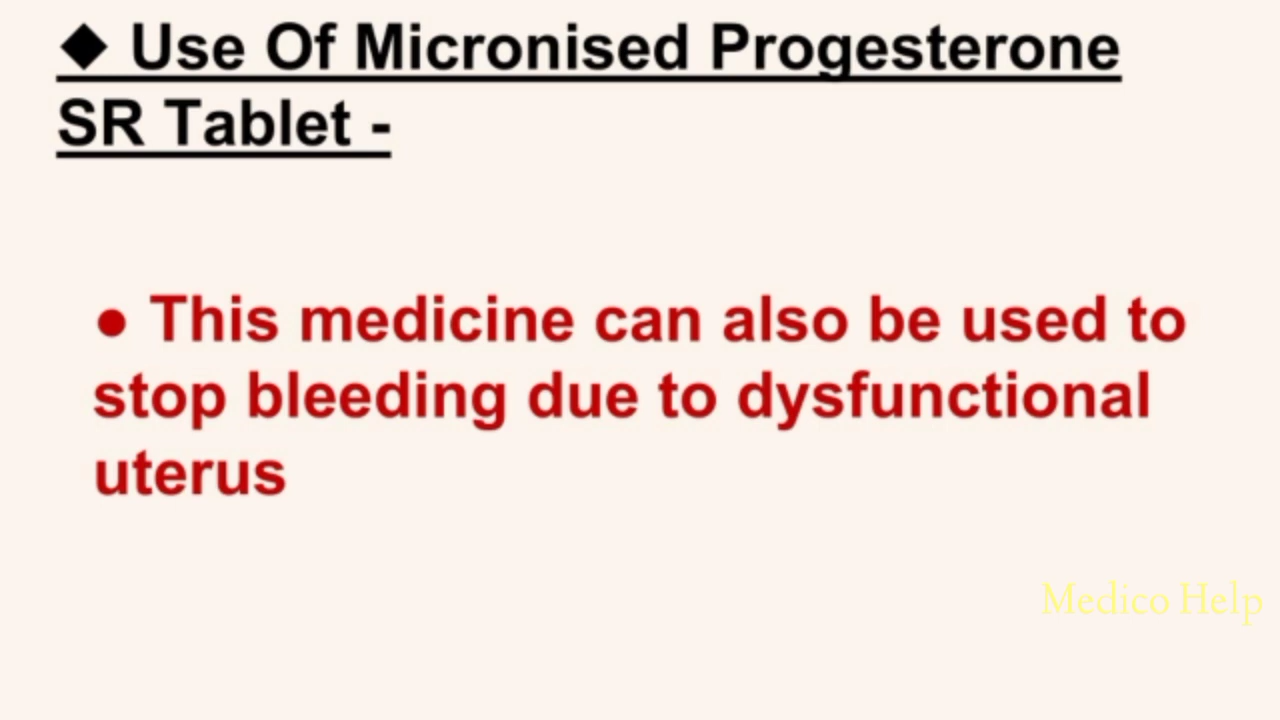 ◆ Use Of Micronised Progesterone
SR Tablet -
● This medicine can also be used to
stop bleeding due to dysfunctional
uterus
Medico Help